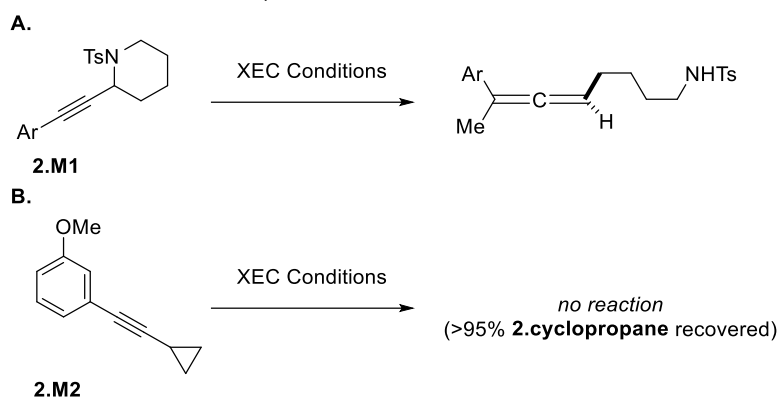 A.
Ts
N
XEC Conditions
Ar
2.M1
Ar
C
NHTs
Me
H
B.
OMe
XEC Conditions
no reaction
(>95% 2.cyclopropane recovered)
2.M2